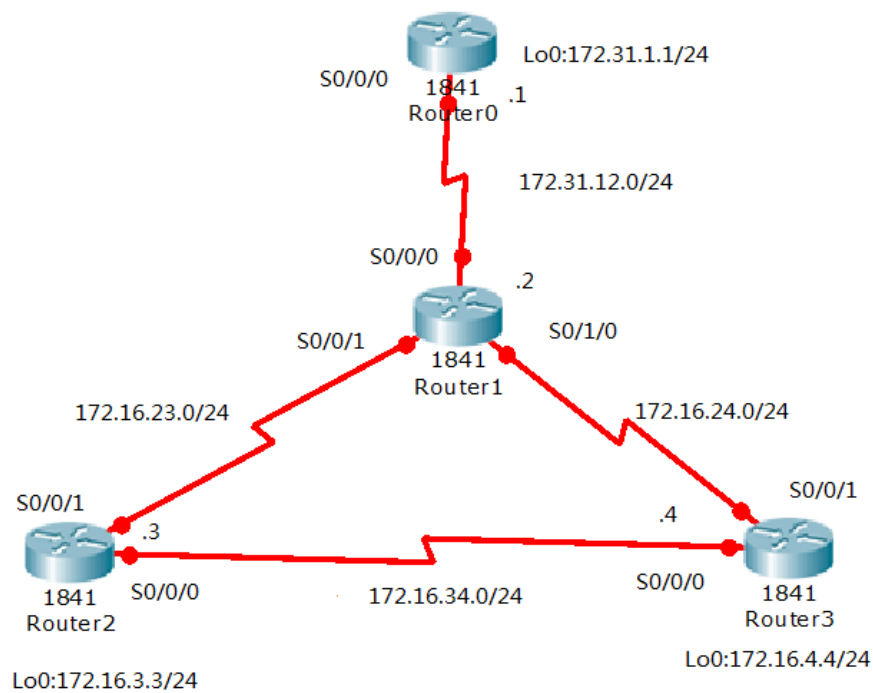 Lo0:172.31.1.1/24
S0/0/0
1841
Router0
.1
172.31.12.0/24
S0/0/0
.2
S0/0/1
S0/1/0
1841
Router1
172.16.23.0/24
172.16.24.0/24
S0/0/1
S0/0/1
.3
.4
S0/0/0
S0/0/0
172.16.34.0/24
1841
Router2
1841
Router3
Lo0:172.16.3.3/24
Lo0:172.16.4.4/24